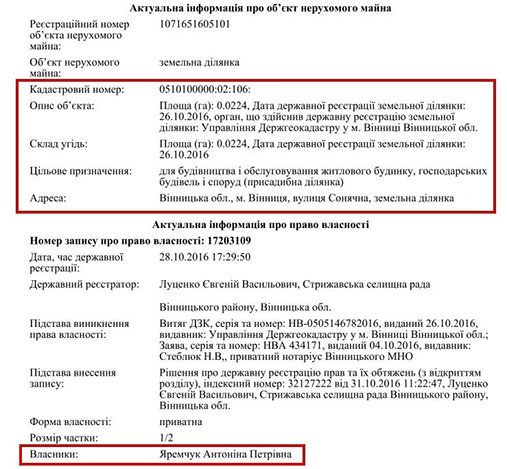 Актуальна інформація про об’єкт нерухомого майна
Реєстраційний номер 1071651605101
об’єкта нерухомого
майна:
Об’єкт нерухомого земельна ділянка
майна:
Кадастровий номер: 0510100000:02:106:
Опис об’єкта: Площа (га): 0.0224, Дата державної реєстрації земельної ділянки:
26.10.2016, орган, що здійснив державну реєстрацію земельної
ділянки: Управління Держгеокадастру у м. Вінниці Вінницької обл.
Склад угідь: Площа (га): 0.0224, Дата державної реєстрації земельної ділянки:
26.10.2016
Цільове призначення: для будівництва і обслуговування житлового будинку, господарських
будівель і споруд (присадибна ділянка)
Адреса: Вінницька обл., м. Вінниця, вулиця Сонячна, земельна ділянка
Актуальна інформація про право власності
Номер запису про право власності: 17203109
Дата, час державної 28.10.2016 17:29:50
реєстрації:
Державний реєстратор: Луценко Євгеній Васильович, Стрижавська селищна рада
Вінницького району, Вінницька обл.
Підстава виникнення Витяг ДЗК, серія та номер: НВ-0505146782016, виданий 26.10.2016,
права власності: видавник: Управління Держгеокадастру у м. Вінниці Вінницької обл.;
Заява, серія та номер: НВА 434171, виданий 04.10.2016, видавник:
Стеблюк Н.В,, приватний нотаріус Вінницького МНО
Підстава внесення Рішення про державну реєстрацію прав та їх обтяжень (з відкриттям
запису: розділу), індексний номер: 32127222 від 31.10.2016 11:22:47, Луценко
Євгеній Васильович, Стрижавська селищна рада Вінницького району,
Вінницька обл.
Форма власності: приватна
Розмір частки: 1/2
Власники: Яремчук Антоніна Петрівна